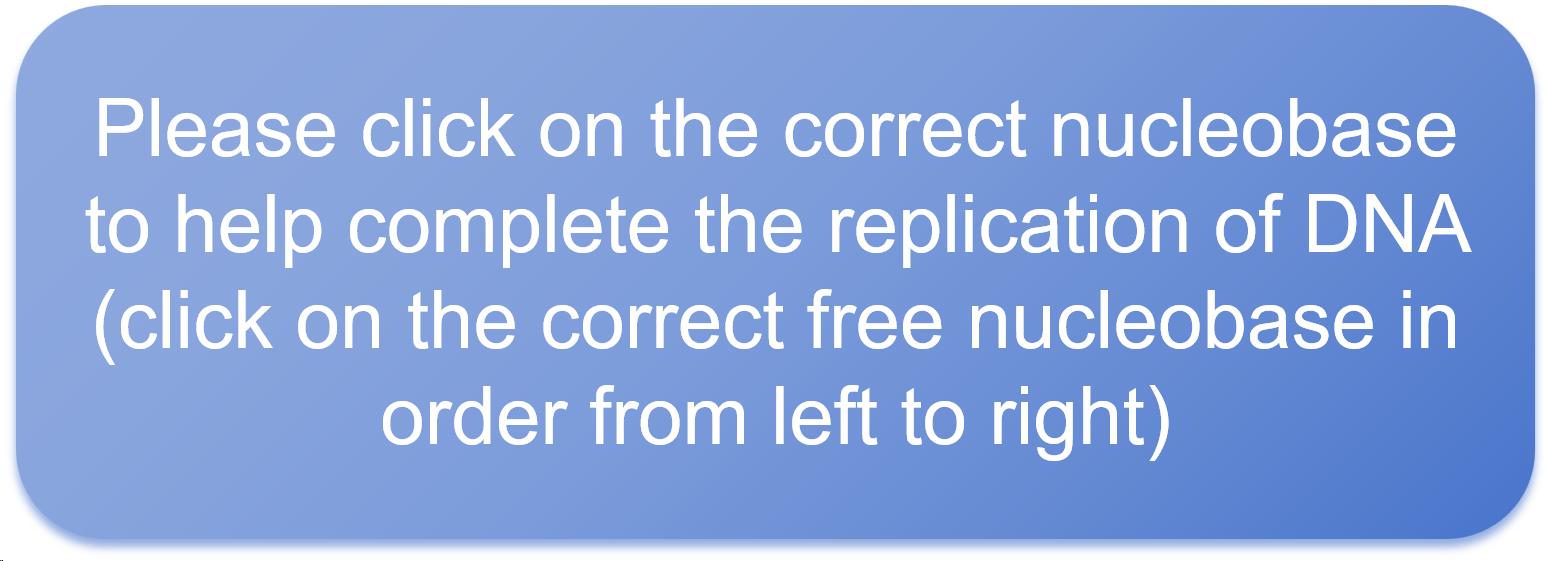 Please click on the correct nucleobase
to help complete the replication of DNA
(click on the correct free nucleobase in
order from left to right)